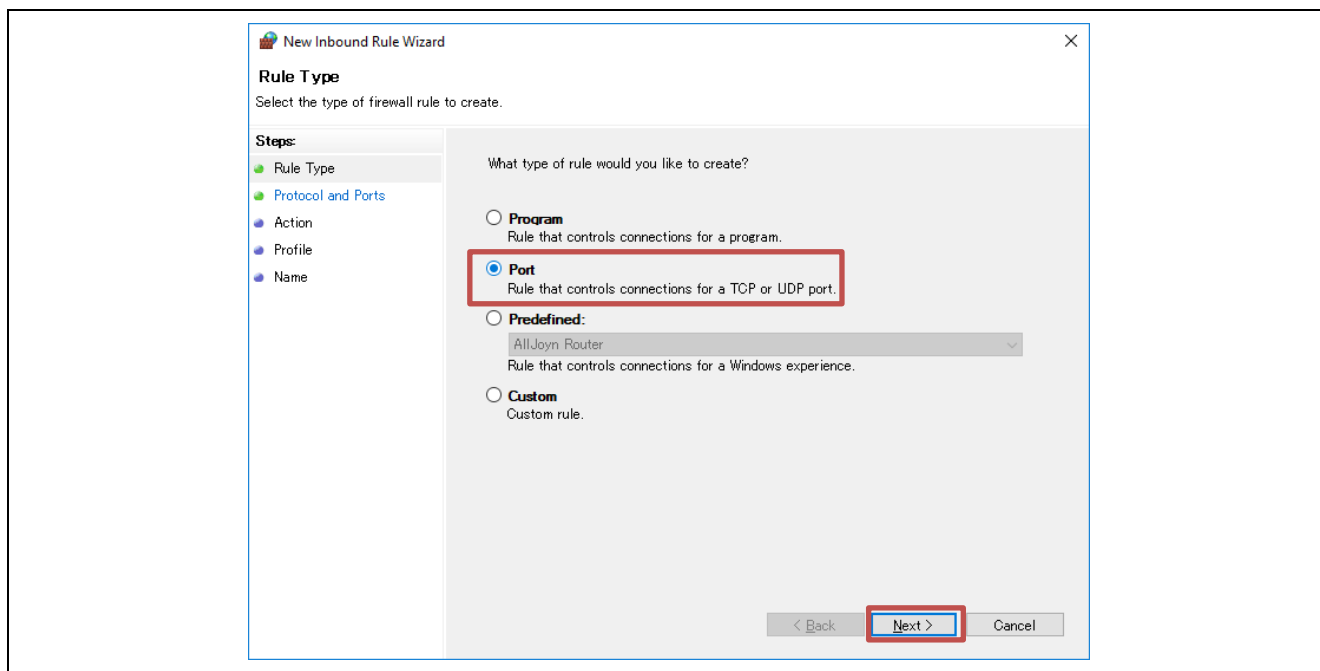 New Inbound Rule Wizard
Rule Type
Select the type of firewall rule to create.
Steps:
Rule Type
Protocol and Ports
Action
Profile
Name
What type of rule would you like to create?
Program
Rule that controls connections for a program.
Port
Rule that controls connections for a TCP or UDP port.
Predefined:
AllJoyn Router
Rule that controls connections for a Windows experience.
Custom
Custom rule.
< Back Next > Cancel